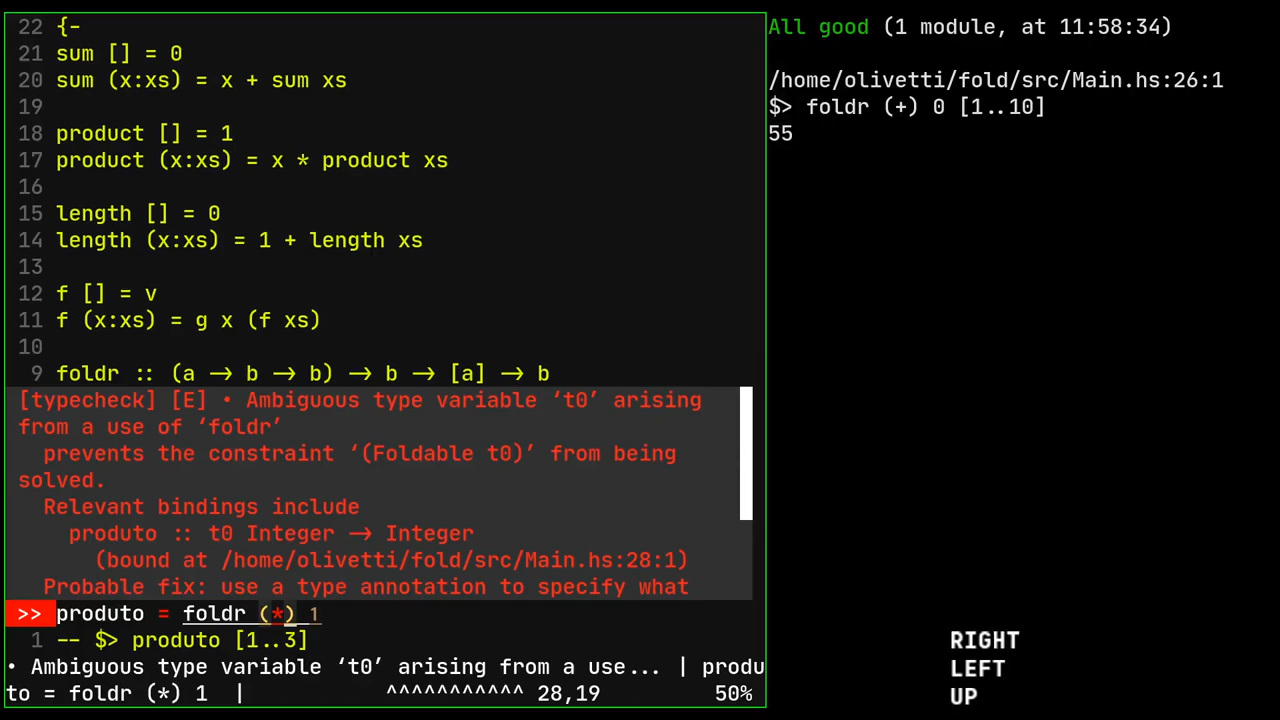 22 {-
21 sum [] = 0
20 sum (x:xs) = x + sum xs
19
18 product [] = 1
17 product (x:xs) = x * product xs
16
15 length [] = 0
14 length (x:xs) = 1 + length xs
13
12 f [] = v
11 f (x:xs) = g x (f xs)
10
9 foldr :: (a → b → b) → b → [a] → b
[typecheck] [E] • Ambiguous type variable ‘t0’ arising
from a use of ‘foldr’
prevents the constraint ‘(Foldable t0)’ from being
solved.
Relevant bindings include
produto :: t0 Integer → Integer
(bound at /home/olivetti/fold/src/Main.hs:28:1)
Probable fix: use a type annotation to specify what
>> produto = foldr (*) 1
1 -- $> produto [1..3]
• Ambiguous type variable ‘t0’ arising from a use... | produ
to = foldr (*) 1 | ^^^^^^^^^^^ 28,19 50%
All good (1 module, at 11:58:34)
/home/olivetti/fold/src/Main.hs:26:1
$> foldr (+) 0 [1..10]
55
RIGHT
LEFT
UP